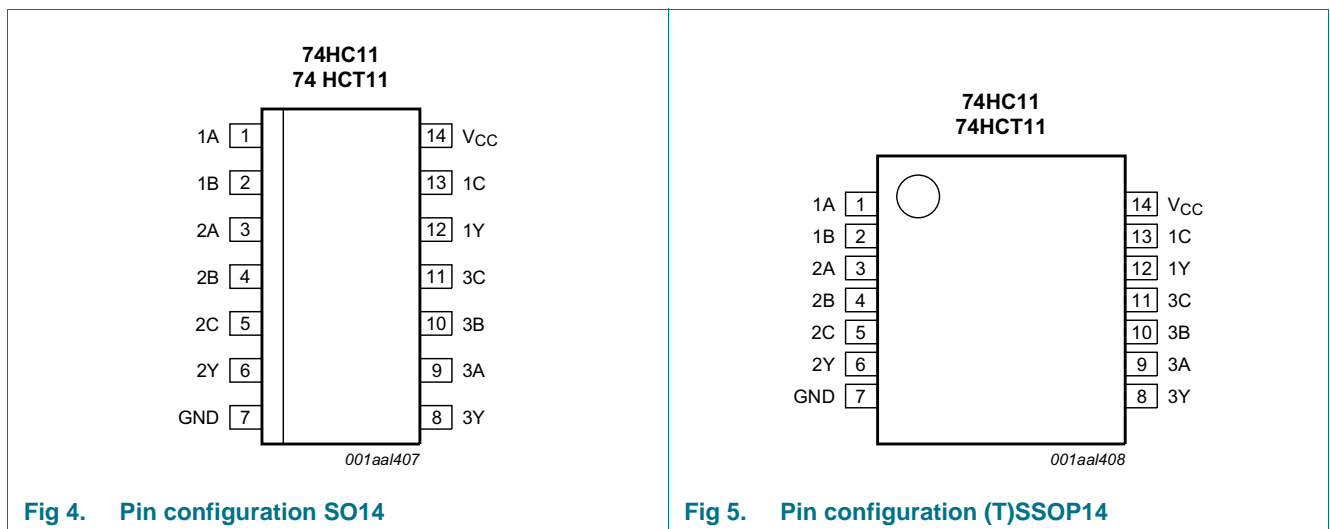 74HC11
74 HCT11
1A 1 14 VCC
1B 2 13 1C
2A 3 12 1Y
2B 4 11 3C
2C 5 10 3B
2Y 6 9 3A
GND 7 8 3Y
001aal407
Fig 4. Pin configuration SO14
74HC11
74HCT11
1A 1 14 VCC
1B 2 13 1C
2A 3 12 1Y
2B 4 11 3C
2C 5 10 3B
2Y 6 9 3A
GND 7 8 3Y
001aal408
Fig 5. Pin configuration (T)SSOP14